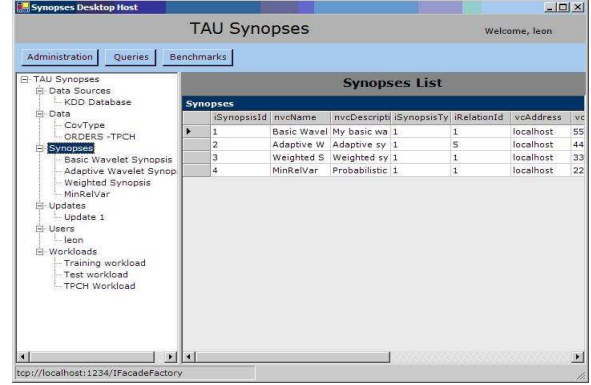 Synopses Desktop Host
TAU Synopses
Welcome, leon
Administration Queries Benchmarks
TAU Synopses
Data Sources
KDD Database
Data
CovType
ORDERS -TPCH
Synopses
Basic Wavelet Synopsis
Adaptive Wavelet Synop
Weighted Synopsis
MinRelVar
Updates
Update 1
Users
leon
Workloads
Training workload
Test workload
TPCH Workload
Synopses List
Synopses
iSynopsisId nvcName nvcDescripti iSynopsisTy iRelationId vcAddress vc
1 Basic Wavel My basic wa 1 1 localhost 55
2 Adaptive W Adaptive sy 1 5 localhost 44
3 Weighted S Weighted sy 1 1 localhost 33
4 MinRelVar Probabilistic 1 1 localhost 22
tcp://localhost:1234/IFacadeFactory